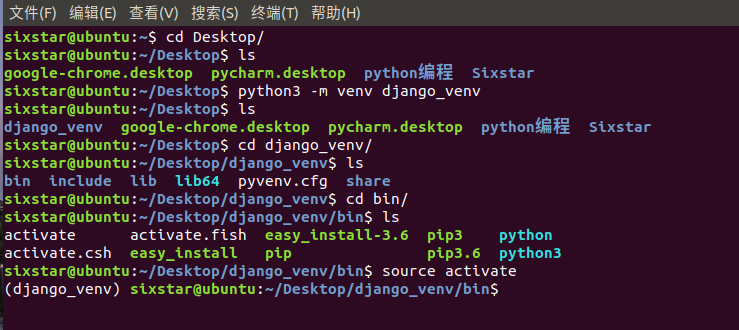 文件(F) 编辑(E) 查看(V) 搜索(S) 终端(T) 帮助(H)
sixstar@ubuntu:~$ cd Desktop/
sixstar@ubuntu:~/Desktop$ ls
google-chrome.desktop pycharm.desktop python编程 Sixstar
sixstar@ubuntu:~/Desktop$ python3 -m venv django_venv
sixstar@ubuntu:~/Desktop$ ls
django_venv google-chrome.desktop pycharm.desktop python编程 Sixstar
sixstar@ubuntu:~/Desktop$ cd django_venv/
sixstar@ubuntu:~/Desktop/django_venv$ ls
bin include lib lib64 pyvenv.cfg share
sixstar@ubuntu:~/Desktop/django_venv$ cd bin/
sixstar@ubuntu:~/Desktop/django_venv/bin$ ls
activate activate.fish easy_install-3.6 pip3 python
activate.csh easy_install pip pip3.6 python3
sixstar@ubuntu:~/Desktop/django_venv/bin$ source activate
(django_venv) sixstar@ubuntu:~/Desktop/django_venv/bin$